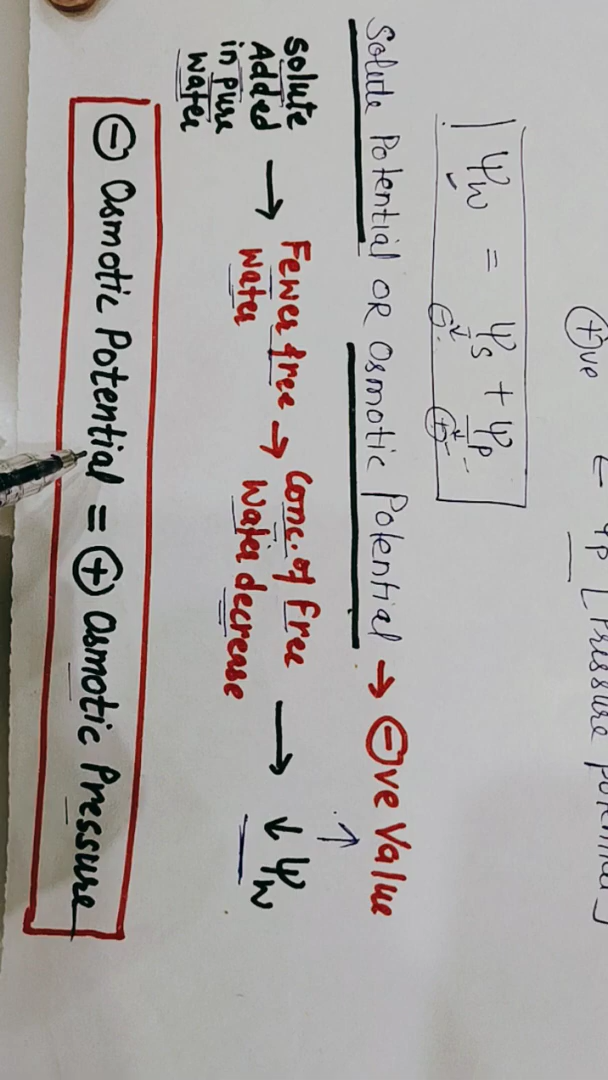 ⊕ve ← ψp [Pressure potential]
ψw = ψs + ψp
⊖ ⊕
Solute Potential OR Osmotic Potential → ⊖ve Value
Solute Added in pure water → Fewer free water → Conc. of free water decrease → ↓ ψw
⊖ Osmotic Potential = ⊕ Osmotic Pressure